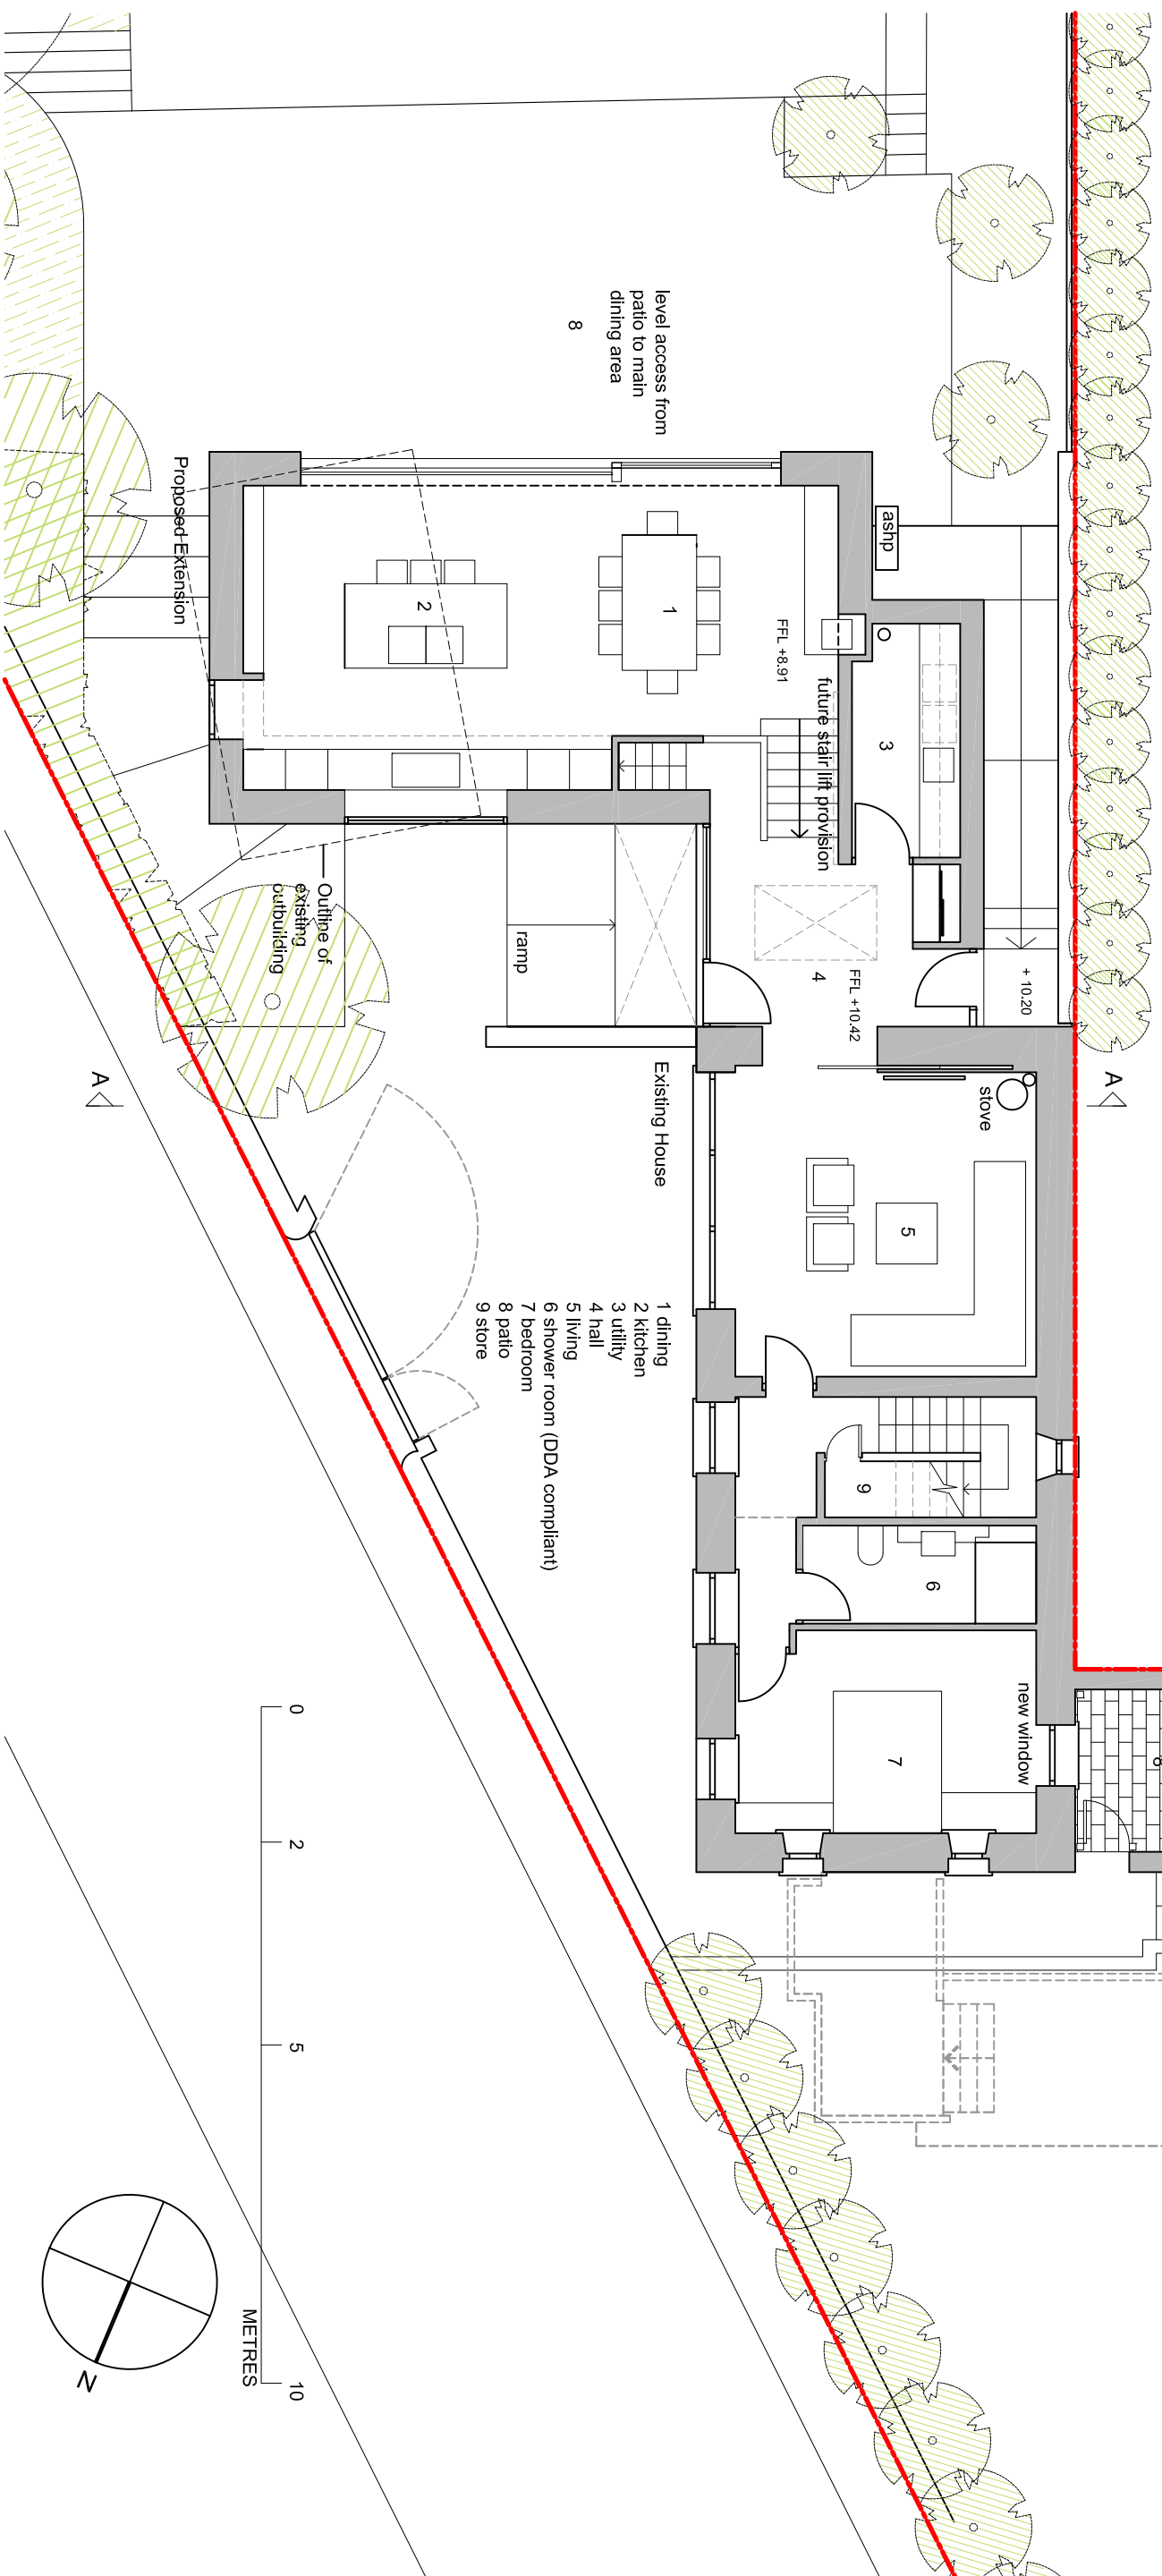 level access from
patio to main
dining area
8
Proposed Extension
ashp
1
2
FFL +8.91
future stair lift provision
3
Outline of
existing
outbuilding
ramp
4
FFL +10.42
+ 10.20
A
A
Existing House
stove
5
1 dining
2 kitchen
3 utility
4 hall
5 living
6 shower room (DDA compliant)
7 bedroom
8 patio
9 store
9
6
7
new window
8
0
2
5
10
METRES
N